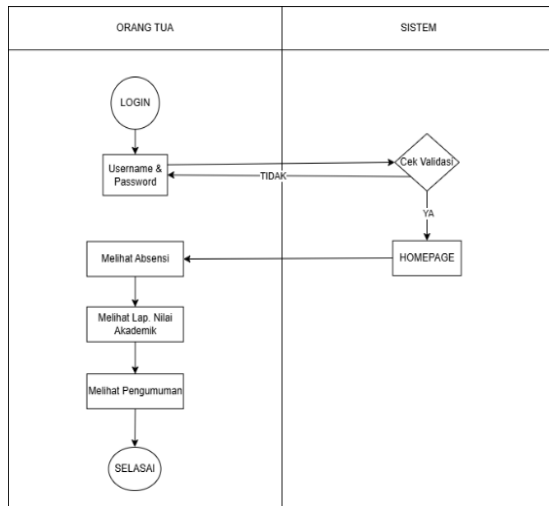 ORANG TUA
SISTEM
LOGIN
Username &
Password
Cek Validasi
TIDAK
YA
HOMEPAGE
Melihat Absensi
Melihat Lap. Nilai
Akademik
Melihat Pengumuman
SELASAI